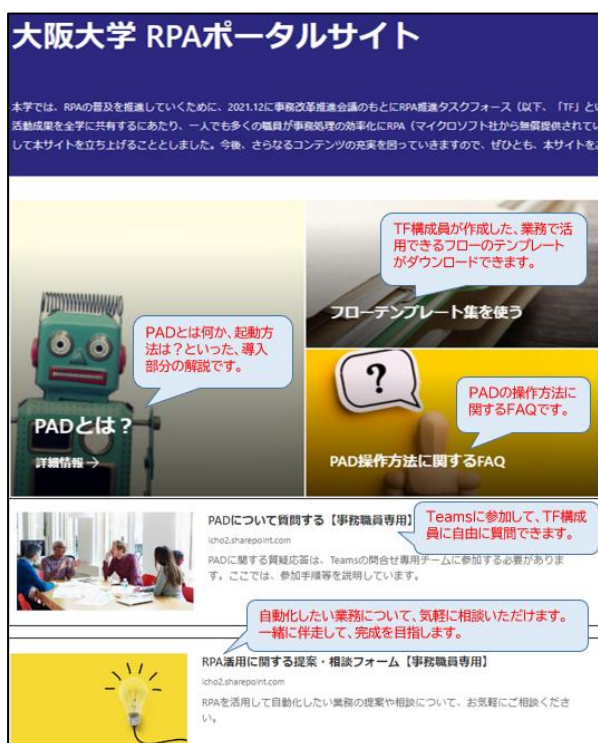 大阪大学 RPAポータルサイト
本学では、RPAの普及を推進していくために、2021.12に事務改革推進会議のもとにRPA推進タスクフォース(以下、「TF」とい
活動成果を全学に共有するにあたり、一人でも多くの職員が事務処理の効率化にRPA(マイクロソフト社から無償提供されてい
して本サイトを立ち上げることとしました。今後、さらなるコンテンツの充実を図っていきますので、ぜひとも、本サイトをご
TF構成員が作成した、業務で活
用できるフローのテンプレート
がダウンロードできます。
フローテンプレート集を使う
PADとは何か、起動方
法は?といった、導入
部分の解説です。
PADとは?
詳細情報→
?
PADの操作方法に
関するFAQです。
PAD操作方法に関するFAQ
PADについて質問する【事務職員専用】
Teamsに参加して、TF構成
員に自由に質問できます。
icho2.sharepoint.com
PADに関する質疑応答は、Teamsの問合せ専用チームに参加する必要がありま
す。ここでは、参加手順等を説明しています。
自動化したい業務について、気軽に相談いただけます。
一緒に伴走して、完成を目指します。
RPA活用に関する提案・相談フォーム【事務職員専用】
icho2.sharepoint.com
RPAを活用して自動化したい業務の提案や相談について、お気軽にご相談くださ
い。